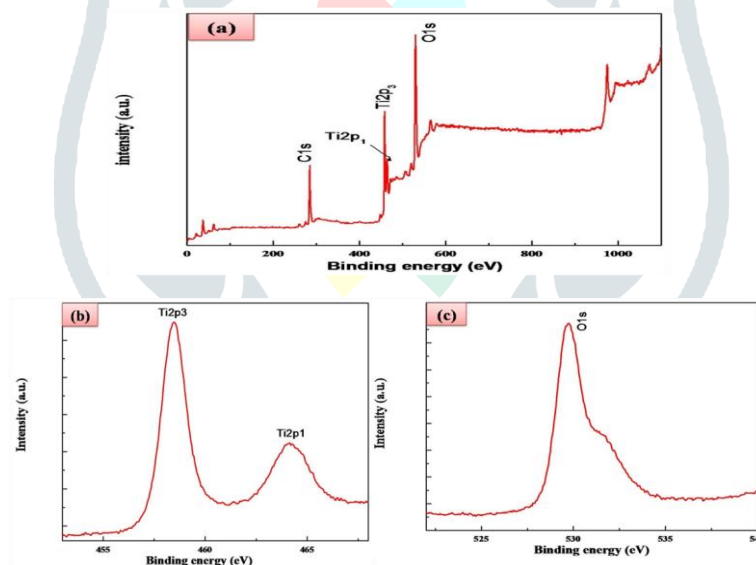 (a)
O1s
Ti2p3
Ti2p1
C1s
intensity (a.u.)
0 200 400 600 800 1000
Binding energy (eV)
(b)
Ti2p3
Ti2p1
Intensity (a.u.)
455 460 465
Binding energy (eV)
(c)
O1s
Intensity (a.u.)
525 530 535
Binding energy (eV)